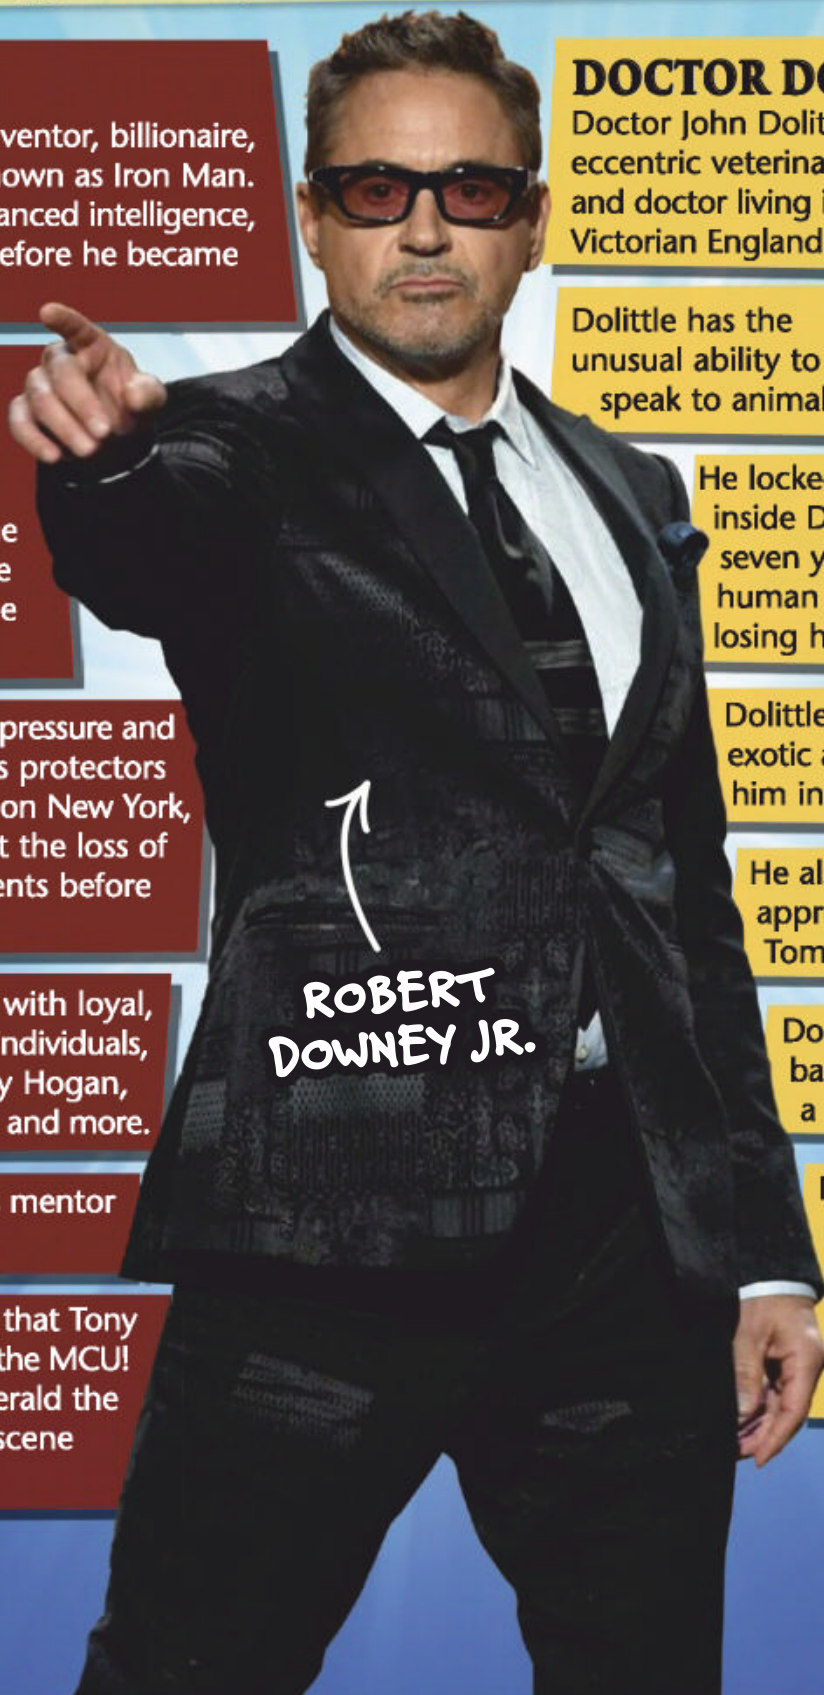 ventor, billionaire,
own as Iron Man.
anced intelligence,
efore he became
e
e
e
pressure and
s protectors
on New York,
t the loss of
ents before
with loyal,
ndividuals,
y Hogan,
and more.
mentor
that Tony
the MCU!
erald the
scene
ROBERT
DOWNEY JR.
DOCTOR DO
Doctor John Dolit
eccentric veterina
and doctor living i
Victorian England
Dolittle has the
unusual ability to
speak to animal
He locke
inside D
seven y
human
losing h
Dolittle
exotic a
him in
He al
appr
Tom
Do
ba
a